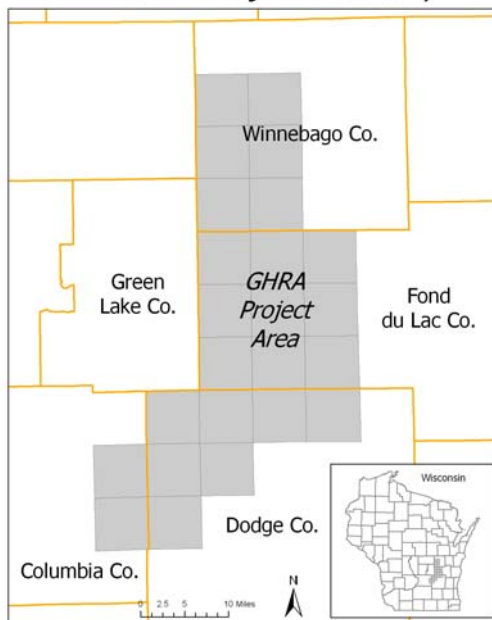 Winnebago Co.
Green
Lake Co.
GHRA
Project
Area
Fond
du Lac Co.
Wisconsin
Dodge Co.
Columbia Co.
N
0 2.5 5 10 Miles